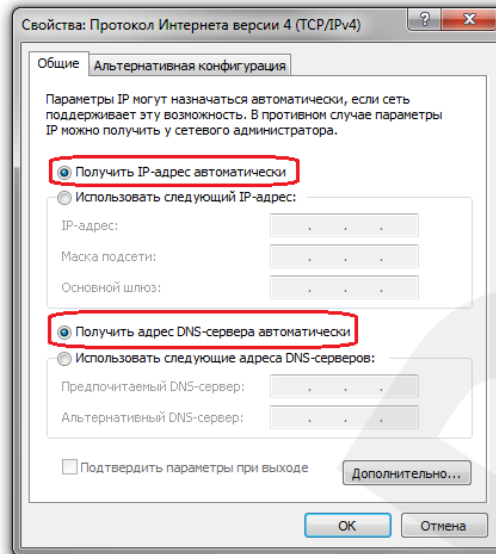 Свойства: Протокол Интернета версии 4 (TCP/IPv4)
Общие
Альтернативная конфигурация
Параметры IP могут назначаться автоматически, если сеть
поддерживает эту возможность. В противном случае параметры
IP можно получить у сетевого администратора.
Получить IP-адрес автоматически
Использовать следующий IP-адрес:
IP-адрес:
Маска подсети:
Основной шлюз:
Получить адрес DNS-сервера автоматически
Использовать следующие адреса DNS-серверов:
Предпочитаемый DNS-сервер:
Альтернативный DNS-сервер:
Подтвердить параметры при выходе
Дополнительно...
ОК
Отмена